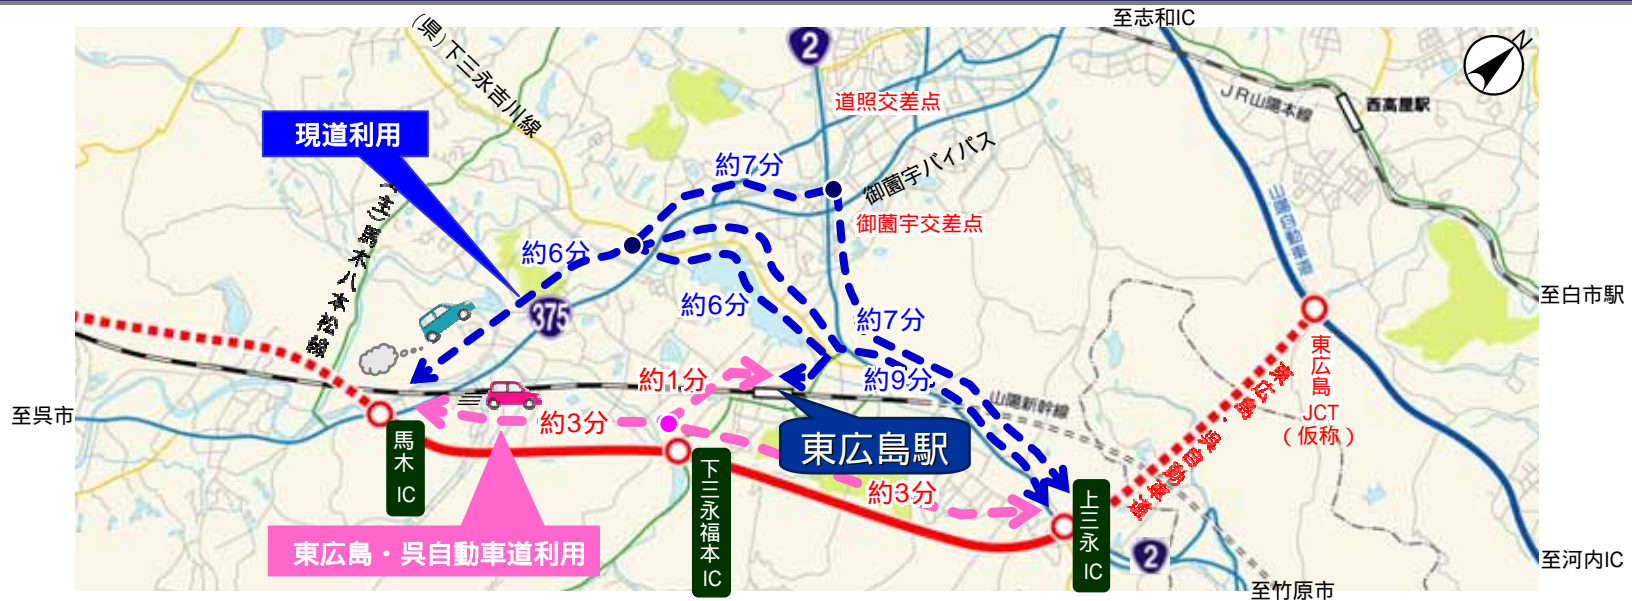 至志和IC
(県)下三永吉川線
2
道照交差点
JR山陽本線
西高屋駅
現道利用
約7分
御薗宇バイパス
山陽自動車道
(主)馬木八本松線
御薗宇交差点
約6分
375
約6分
約7分
至白市駅
東広島JCT
(仮称)
約1分
約9分
山陽新幹線
東広島・呉自動車道
至呉市
約3分
東広島駅
馬木IC
下三永福本IC
約3分
上三永IC
2
東広島・呉自動車道利用
至河内IC
至竹原市